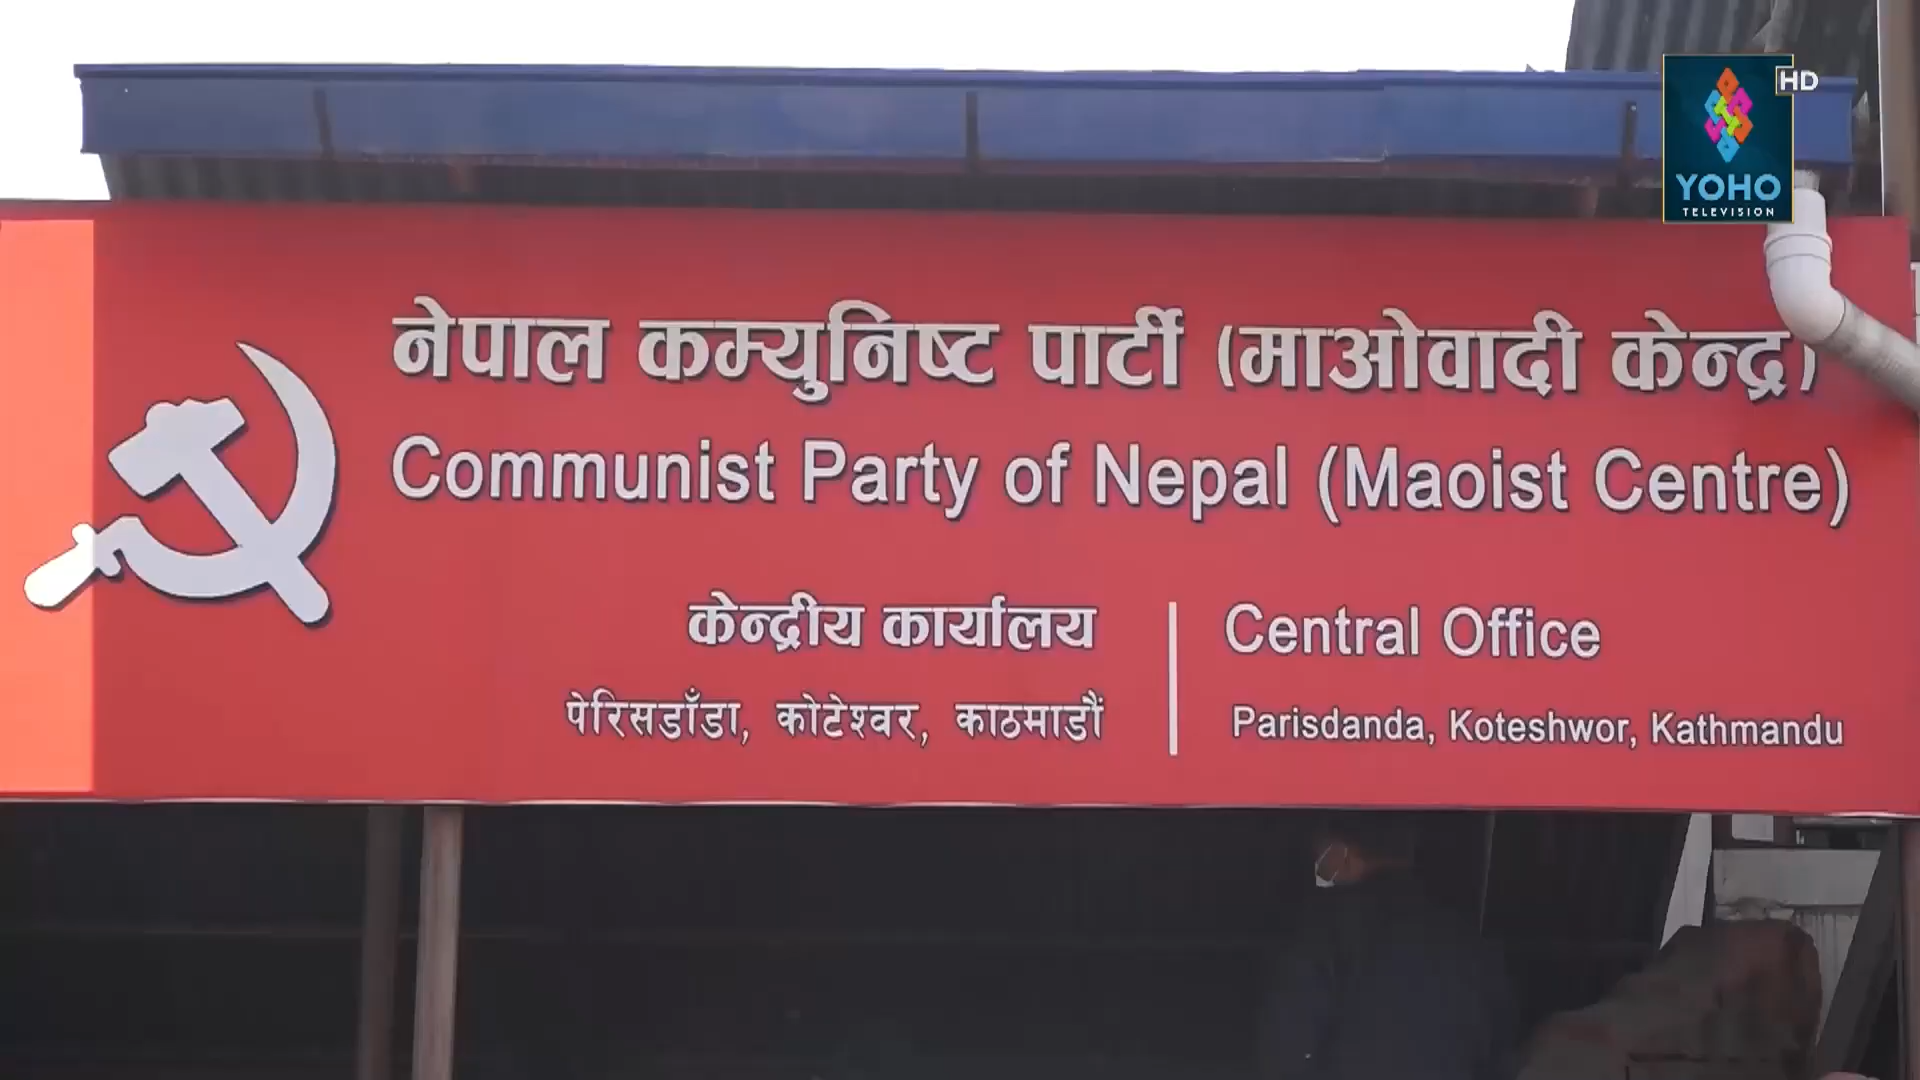 HD
YOHO
TELEVISION
नेपाल कम्युनिष्ट पार्टी (माओवादी केन्द्र)
Communist Party of Nepal (Maoist Centre)
केन्द्रीय कार्यालय
पेरिसडाँडा, कोटेश्वर, काठमाडौं
Central Office
Parisdanda, Koteshwor, Kathmandu